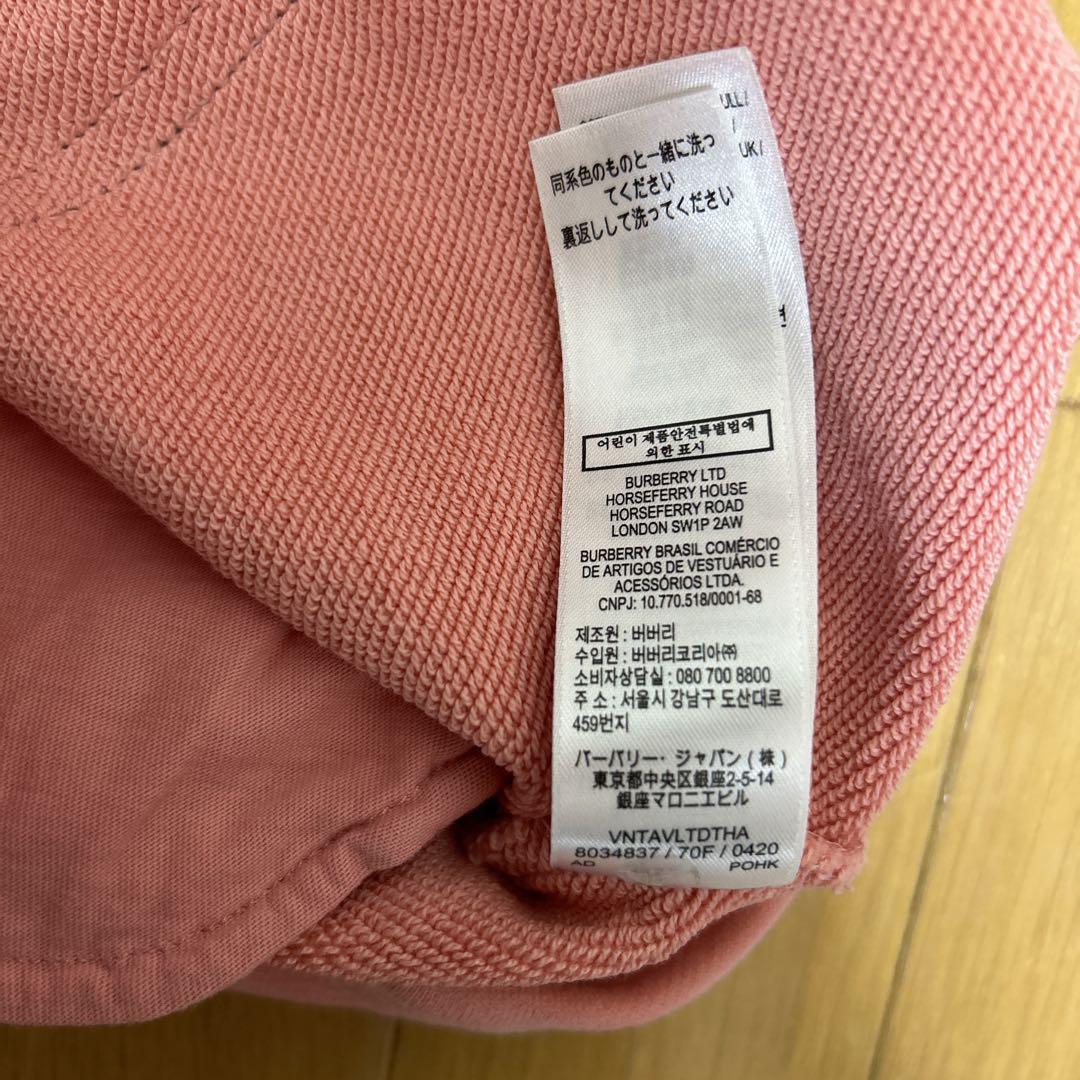 ULL/
UK/
同系色のものと一緒に洗っ
てください
裏返しして洗ってください
어린이 제품안전특별법에
의한 표시
BURBERRY LTD
HORSEFERRY HOUSE
HORSEFERRY ROAD
LONDON SW1P 2AW
BURBERRY BRASIL COMÉRCIO
DE ARTIGOS DE VESTUÁRIO E
ACESSÓRIOS LTDA.
CNPJ: 10.770.518/0001-68
제조원 : 버버리
수입원 : 버버리코리아㈜
소비자상담실 : 080 700 8800
주 소 : 서울시 강남구 도산대로
459번지
バーバリー・ジャパン(株)
東京都中央区銀座2-5-14
銀座マロニエビル
VNTAVLTDTHA
8034837 / 70F / 0420
AD POHK